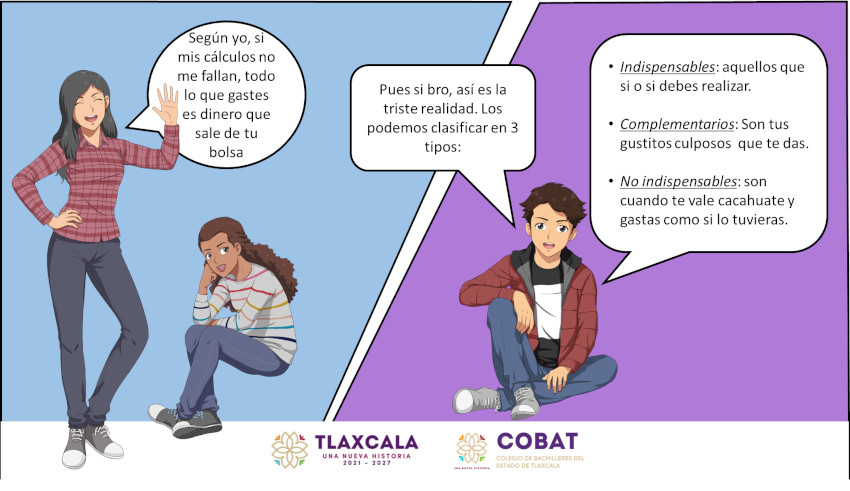 Según yo, si
mis cálculos no
me fallan, todo
lo que gastes
es dinero que
sale de tu
bolsa
Pues si bro, así es la
triste realidad. Los
podemos clasificar en 3
tipos:
• Indispensables: aquellos que
si o si debes realizar.
• Complementarios: Son tus
gustitos culposos que te das.
• No indispensables: son
cuando te vale cacahuate y
gastas como si lo tuvieras.
TLAXCALA
UNA NUEVA HISTORIA
2021 - 2027
UNA NUEVA HISTORIA
COBAT
COLEGIO DE BACHILLERES DEL
ESTADO DE TLAXCALA